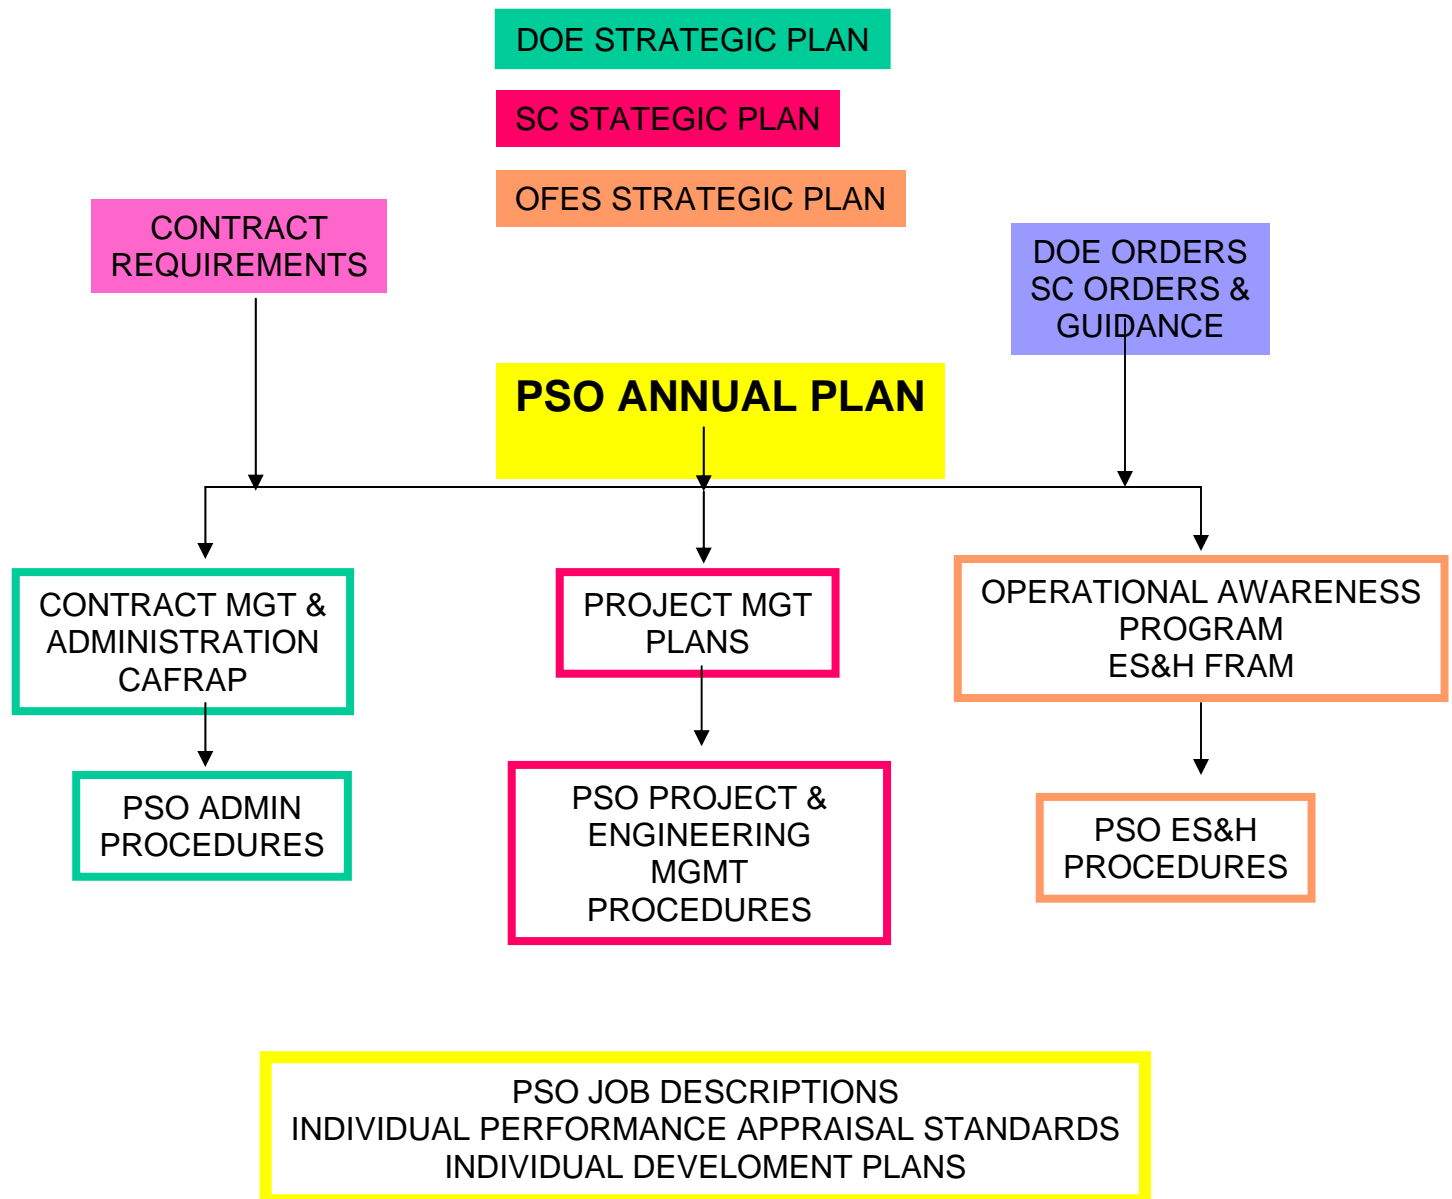 DOE STRATEGIC PLAN
SC STATEGIC PLAN
OFES STRATEGIC PLAN
CONTRACT
REQUIREMENTS
DOE ORDERS
SC ORDERS &
GUIDANCE
PSO ANNUAL PLAN
CONTRACT MGT &
ADMINISTRATION
CAFRAP
PROJECT MGT
PLANS
OPERATIONAL AWARENESS
PROGRAM
ES&H FRAM
PSO ADMIN
PROCEDURES
PSO PROJECT &
ENGINEERING
MGMT
PROCEDURES
PSO ES&H
PROCEDURES
PSO JOB DESCRIPTIONS
INDIVIDUAL PERFORMANCE APPRAISAL STANDARDS
INDIVIDUAL DEVELOMENT PLANS